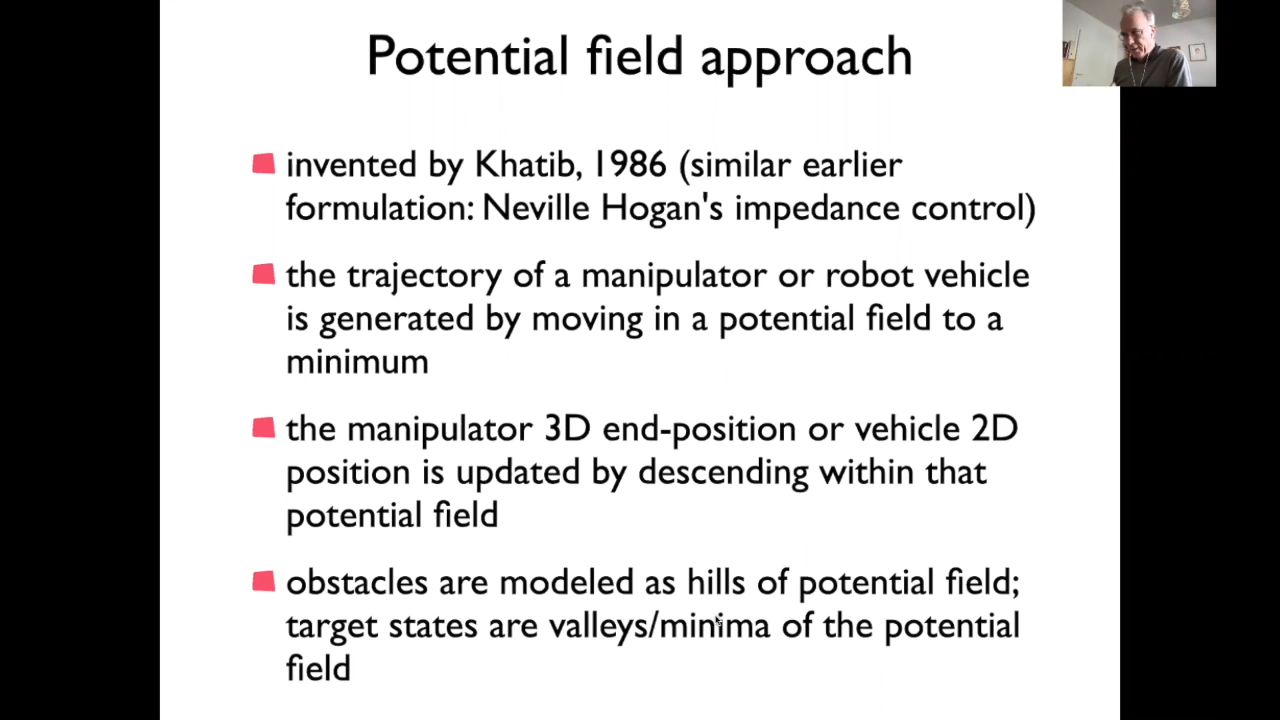 Potential field approach
invented by Khatib, 1986 (similar earlier
formulation: Neville Hogan's impedance control)
the trajectory of a manipulator or robot vehicle
is generated by moving in a potential field to a
minimum
the manipulator 3D end-position or vehicle 2D
position is updated by descending within that
potential field
obstacles are modeled as hills of potential field;
target states are valleys/minima of the potential
field